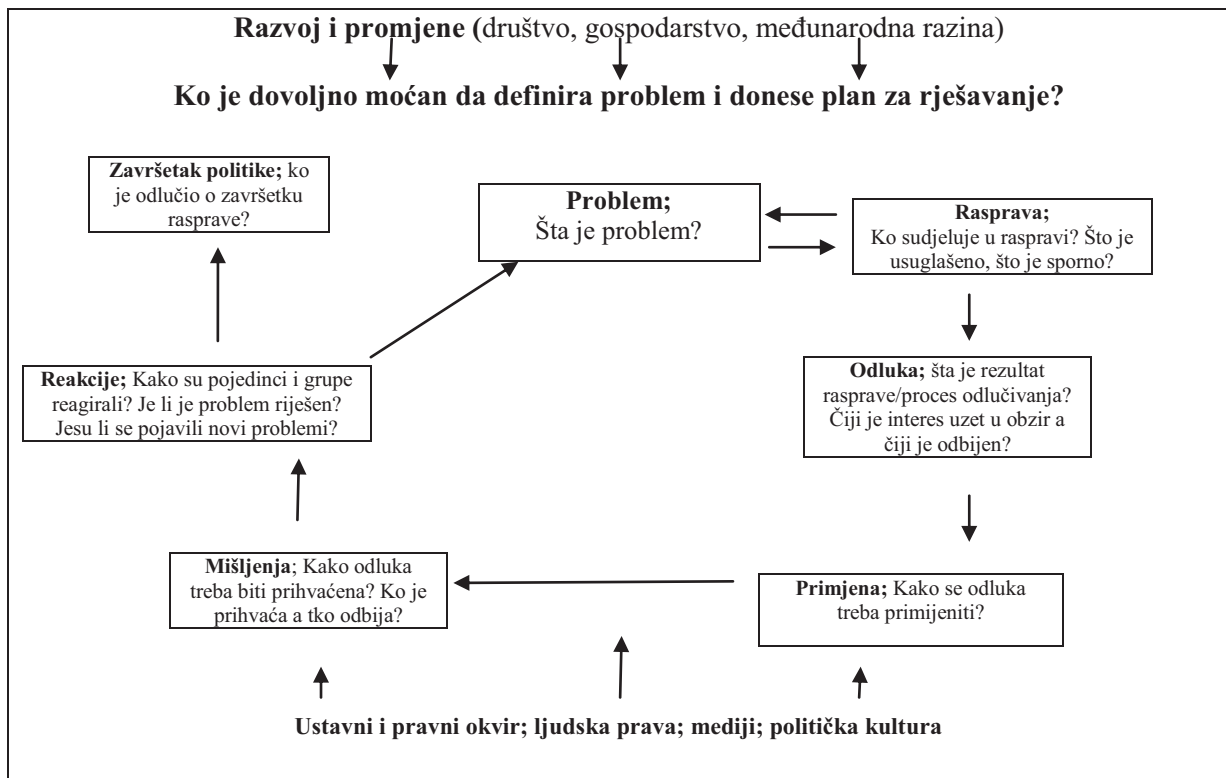 Razvoj i promjene (društvo, gospodarstvo, međunarodna razina)
Ko je dovoljno moćan da definira problem i donese plan za rješavanje?
Završetak politike; ko
je odlučio o završetku
rasprave?
Problem;
Šta je problem?
Rasprava;
Ko sudjeluje u raspravi? Što je
usuglašeno, što je sporno?
Reakcije; Kako su pojedinci i grupe
reagirali? Je li je problem riješen?
Jesu li se pojavili novi problemi?
Odluka; šta je rezultat
rasprave/proces odlučivanja?
Čiji je interes uzet u obzir a
čiji je odbijen?
Mišljenja; Kako odluka
treba biti prihvaćena? Ko je
prihvaća a tko odbija?
Primjena; Kako se odluka
treba primijeniti?
Ustavni i pravni okvir; ljudska prava; mediji; politička kultura